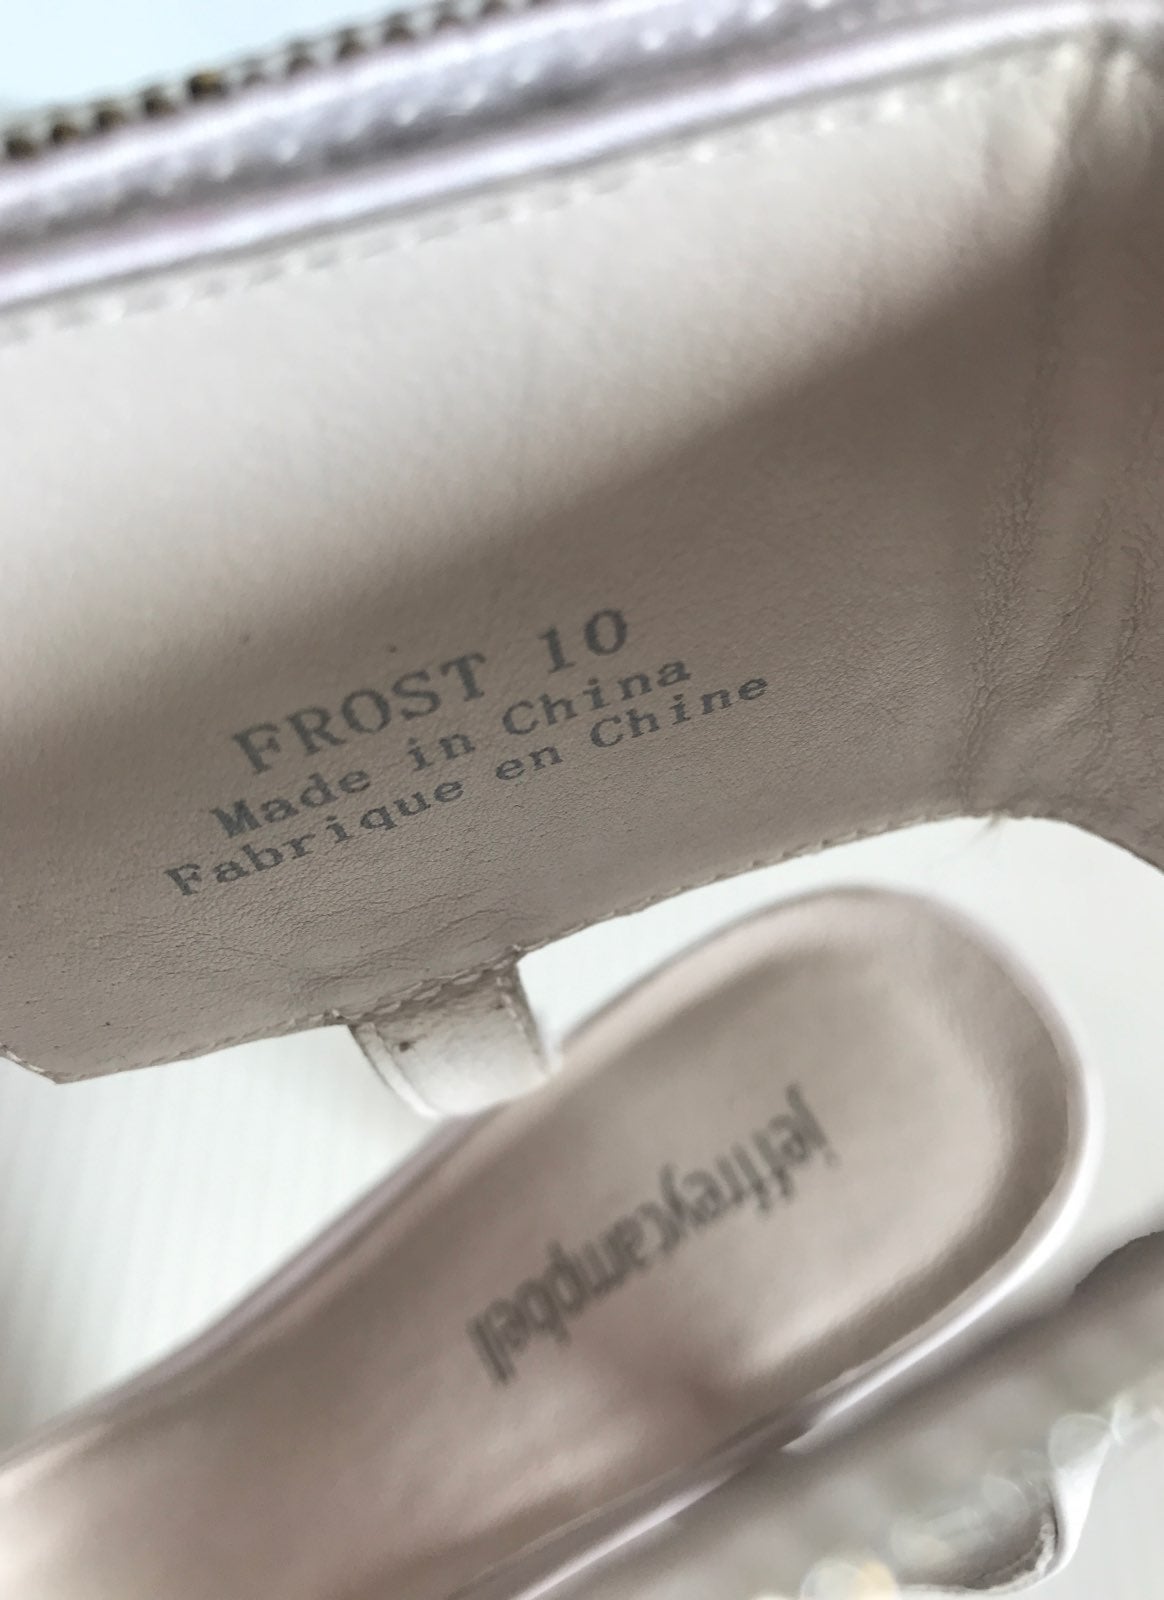 FROST 10
Made in China
Fabrique en Chine
jeffreycampbell